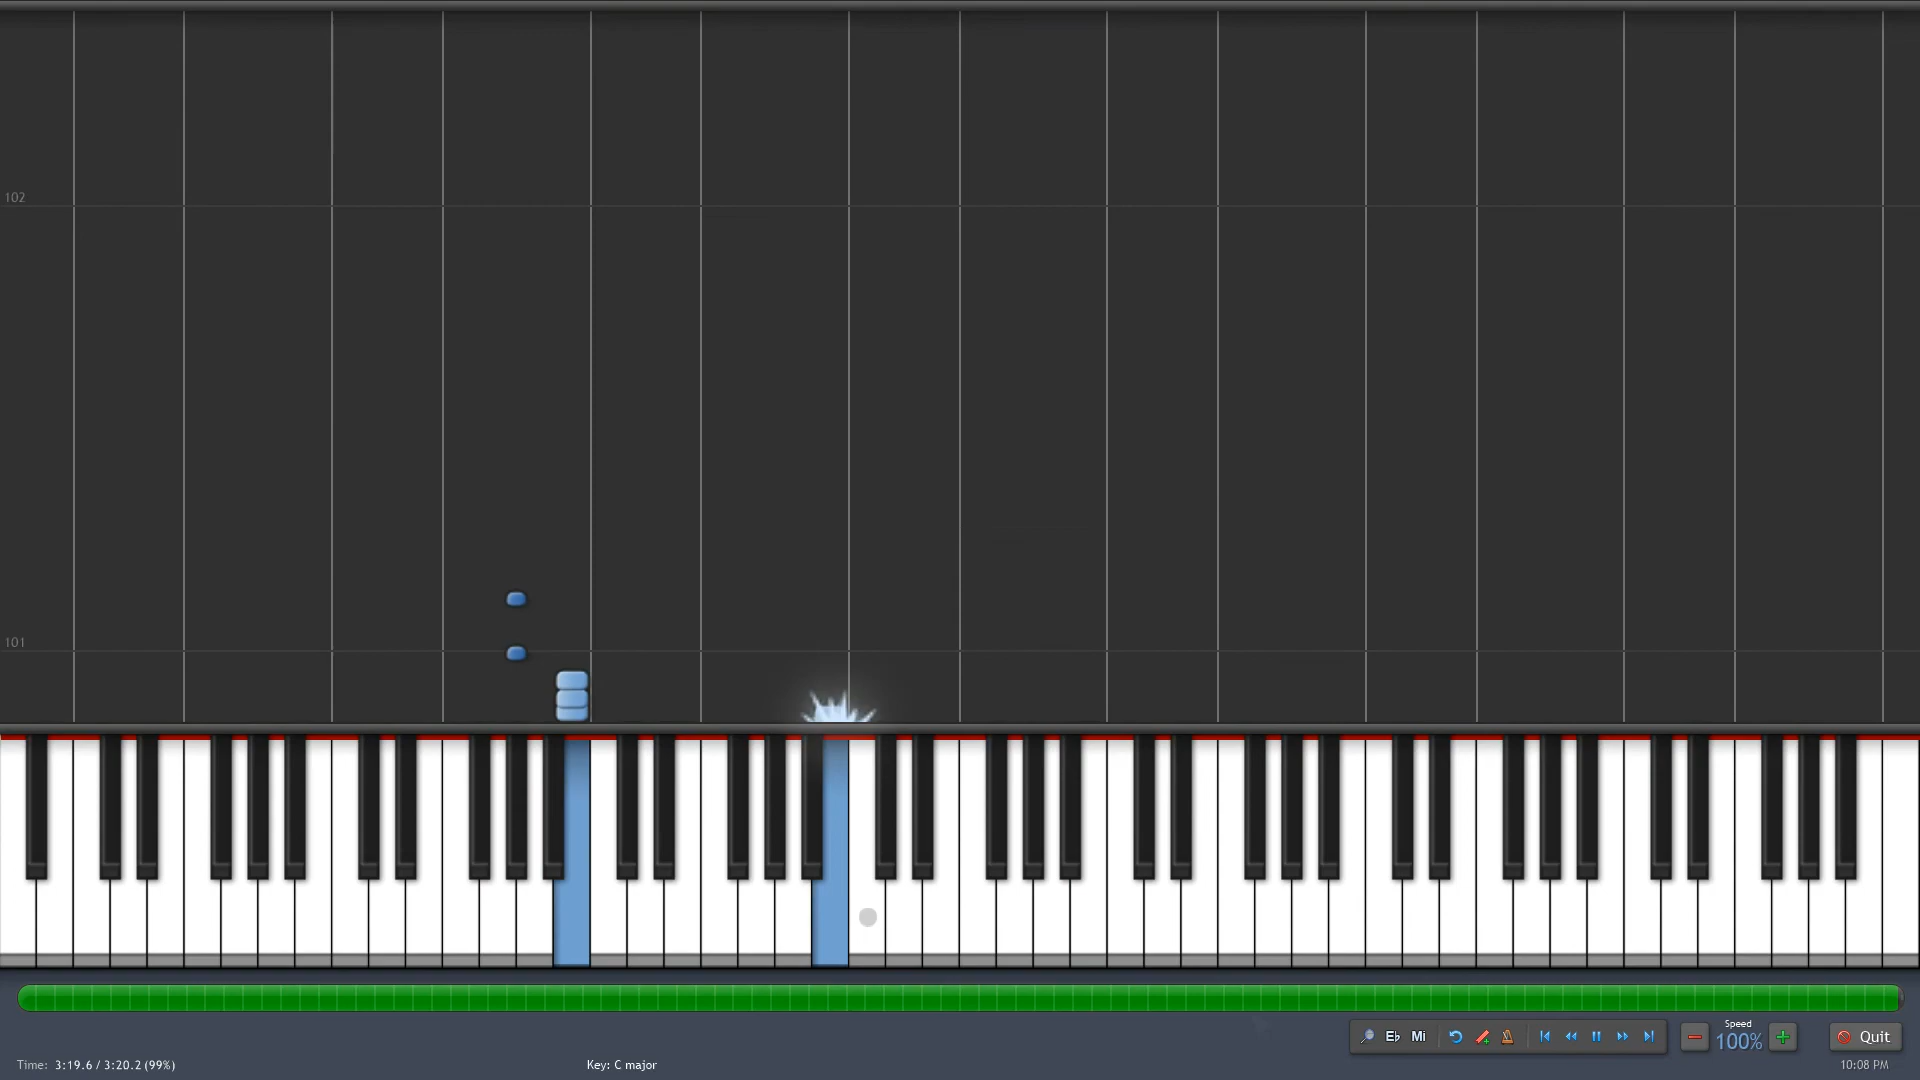 102
101
Eb Mi
Speed
100%
Quit
Time: 3:19.6 / 3:20.2 (99%)
Key: C major
10:08 PM